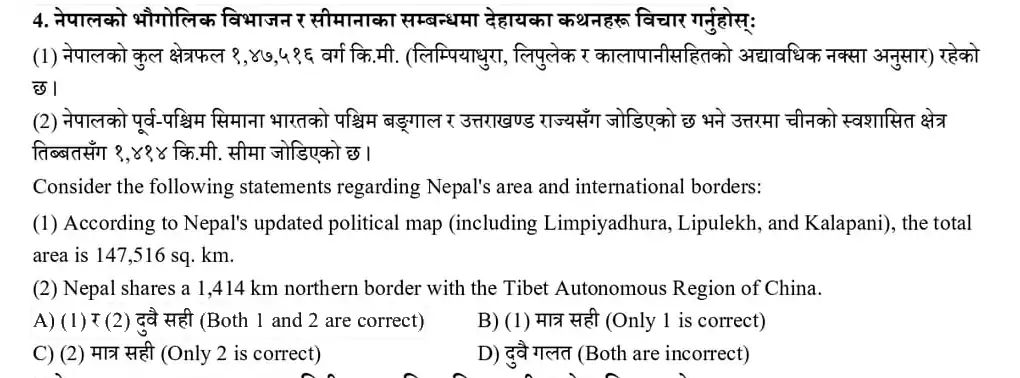 4. नेपालको भौगोलिक विभाजन र सीमानाका सम्बन्धमा देहायका कथनहरू विचार गर्नुहोस्:
(1) नेपालको कुल क्षेत्रफल १,४७,५१६ वर्ग कि.मी. (लिम्पियाधुरा, लिपुलेक र कालापानीसहितको अद्यावधिक नक्सा अनुसार) रहेको
छ।
(2) नेपालको पूर्व-पश्चिम सिमाना भारतको पश्चिम बङ्गाल र उत्तराखण्ड राज्यसँग जोडिएको छ भने उत्तरमा चीनको स्वशासित क्षेत्र
तिब्बतसँग १,४१४ कि.मी. सीमा जोडिएको छ।
Consider the following statements regarding Nepal's area and international borders:
(1) According to Nepal's updated political map (including Limpiyadhura, Lipulekh, and Kalapani), the total
area is 147,516 sq. km.
(2) Nepal shares a 1,414 km northern border with the Tibet Autonomous Region of China.
A) (1) र (2) दुवै सही (Both 1 and 2 are correct) B) (1) मात्र सही (Only 1 is correct)
C) (2) मात्र सही (Only 2 is correct) D) दुवै गलत (Both are incorrect)